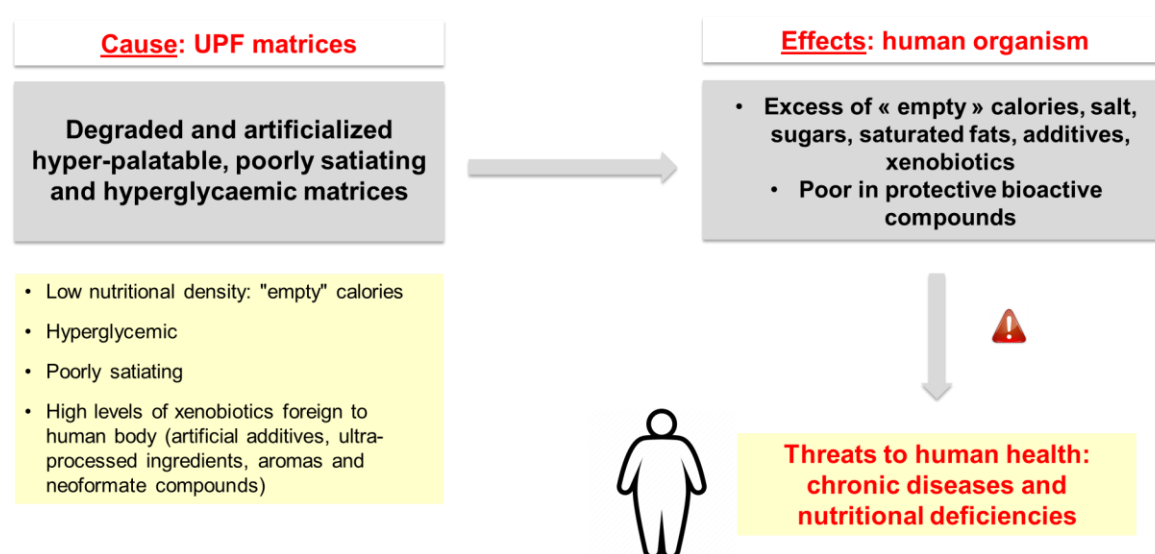 Cause: UPF matrices
Degraded and artificialized
hyper-palatable, poorly satiating
and hyperglycaemic matrices
• Low nutritional density: "empty" calories
• Hyperglycemic
• Poorly satiating
• High levels of xenobiotics foreign to
human body (artificial additives, ultra-
processed ingredients, aromas and
neoformate compounds)
Effects: human organism
• Excess of « empty » calories, salt,
sugars, saturated fats, additives,
xenobiotics
• Poor in protective bioactive
compounds
Threats to human health:
chronic diseases and
nutritional deficiencies